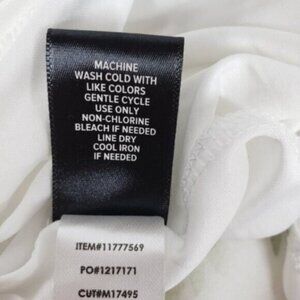 MACHINE
WASH COLD WITH
LIKE COLORS
GENTLE CYCLE
USE ONLY
NON-CHLORINE
BLEACH IF NEEDED
LINE DRY
COOL IRON
IF NEEDED
ITEM#11777569
PO#1217171
CUT#M17495